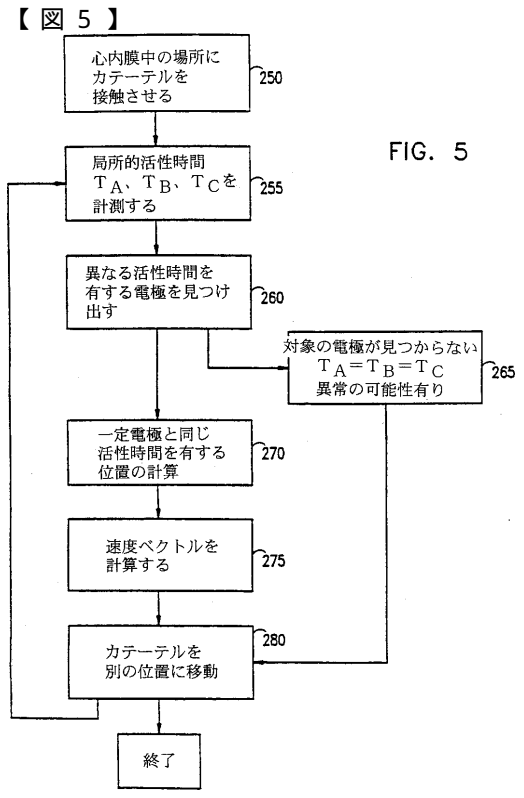 【図５】
心内膜中の場所に
カテーテルを
接触させる
250
FIG. 5
局所的活性時間
TA、TB、TCを
計測する
255
異なる活性時間を
有する電極を見つけ
出す
260
対象の電極が見つからない
TA＝TB＝TC
異常の可能性有り
265
一定電極と同じ
活性時間を有する
位置の計算
270
速度ベクトルを
計算する
275
カテーテルを
別の位置に移動
280
終了